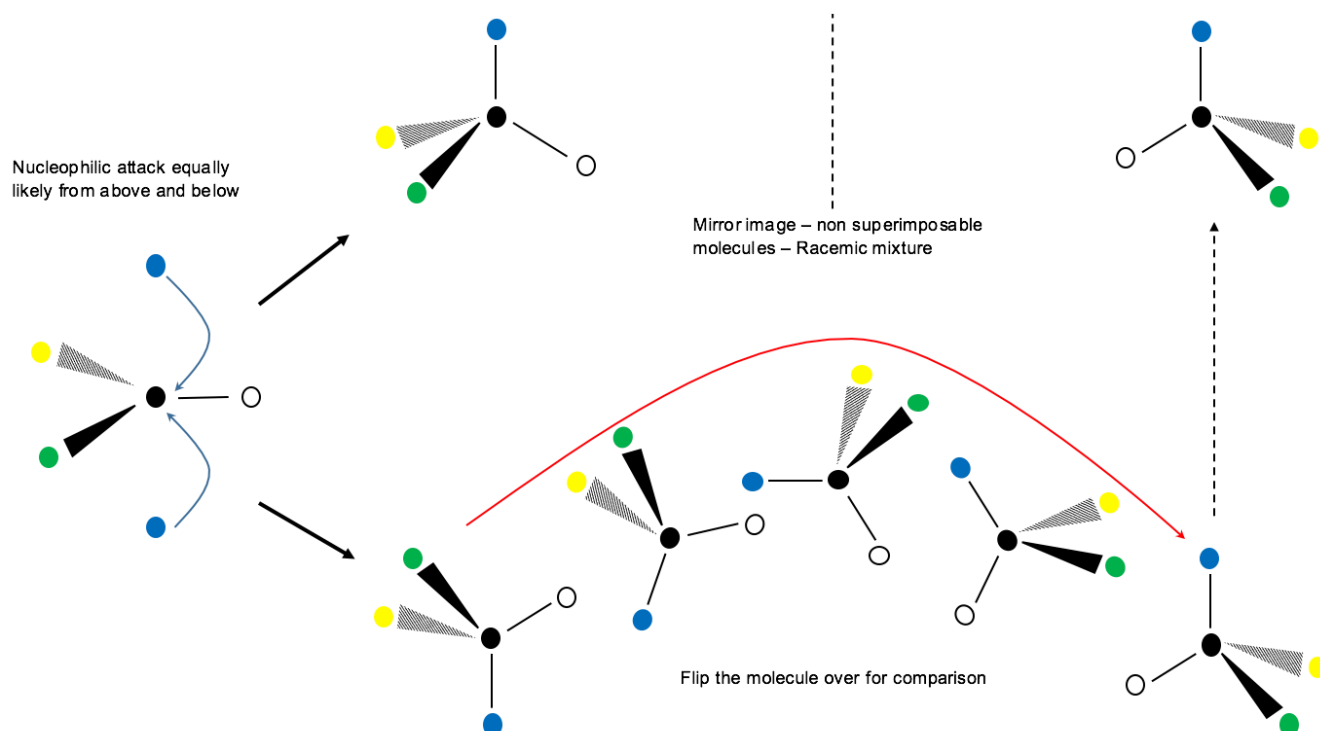 Nucleophilic attack equally
likely from above and below
Mirror image – non superimposable
molecules – Racemic mixture
Flip the molecule over for comparison